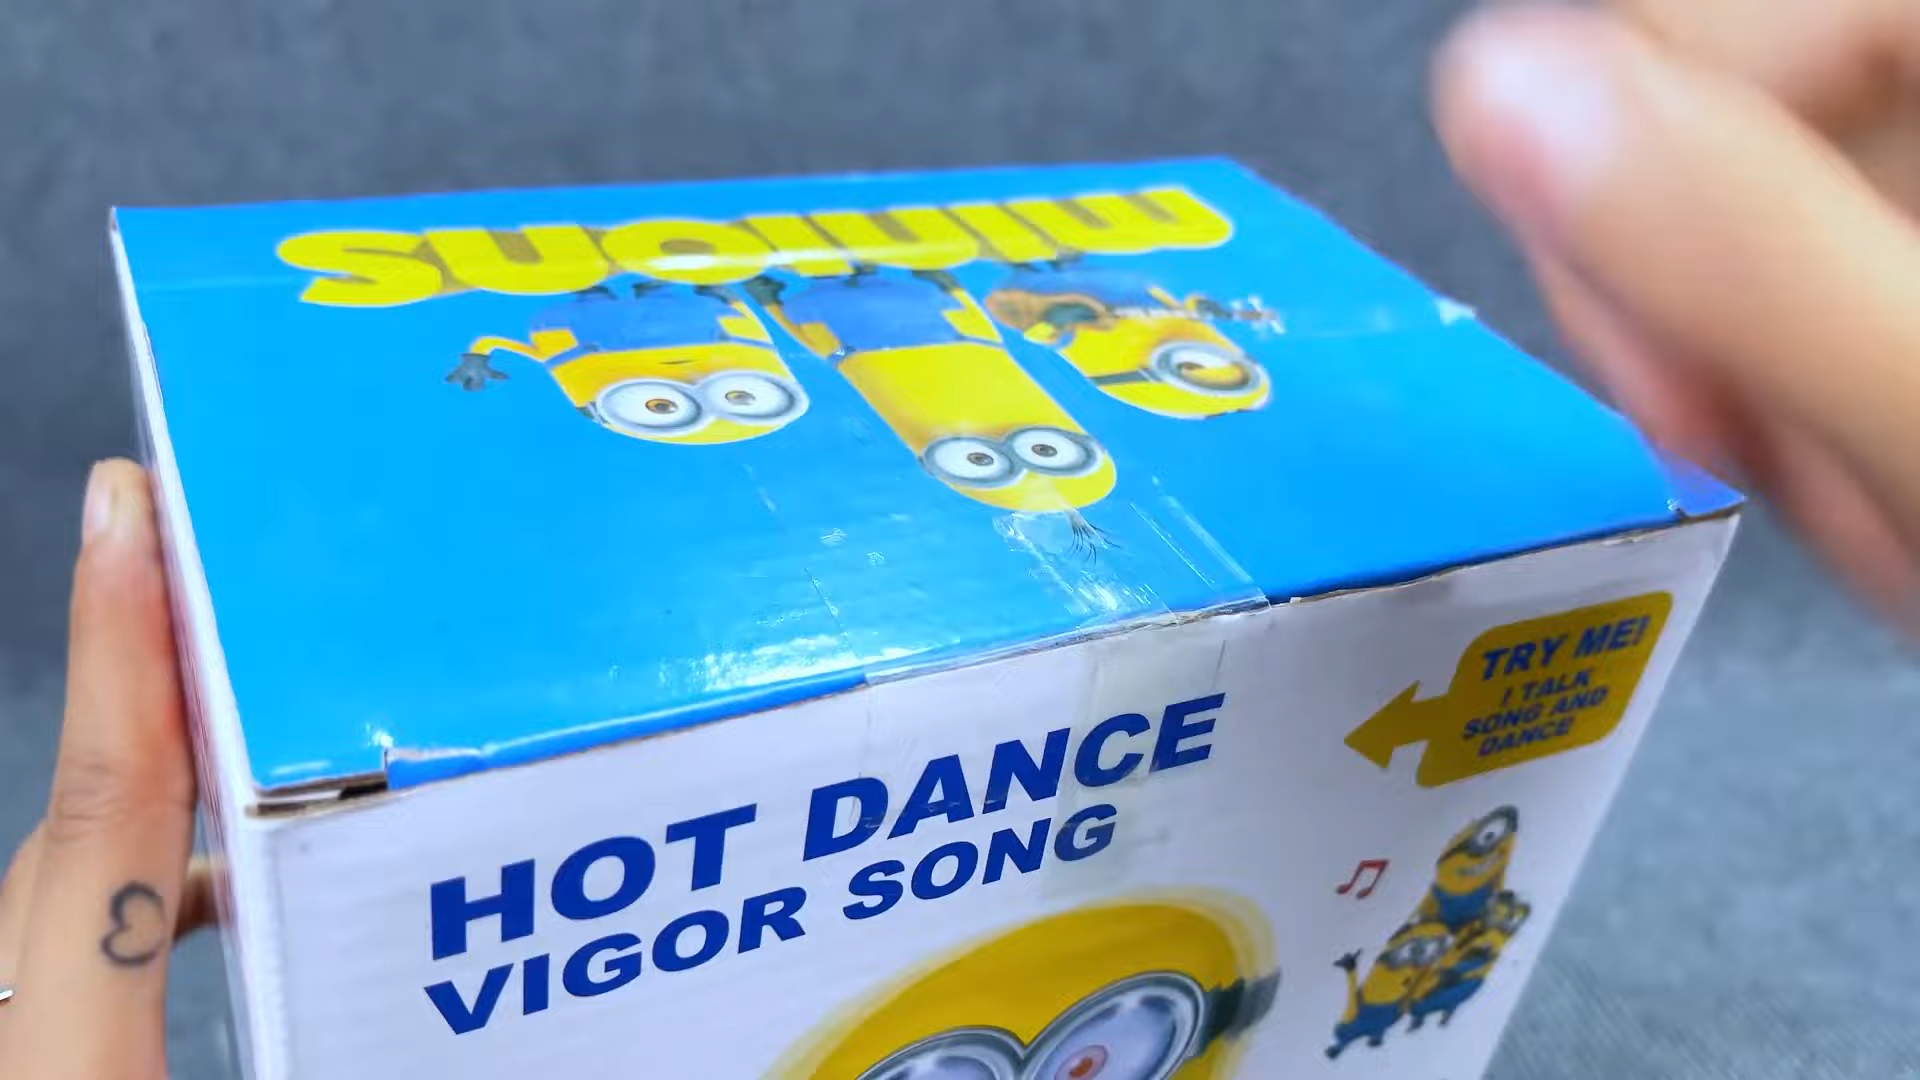 minions
HOT DANCE
VIGOR SONG
TRY ME!
I TALK
SONG AND
DANCE